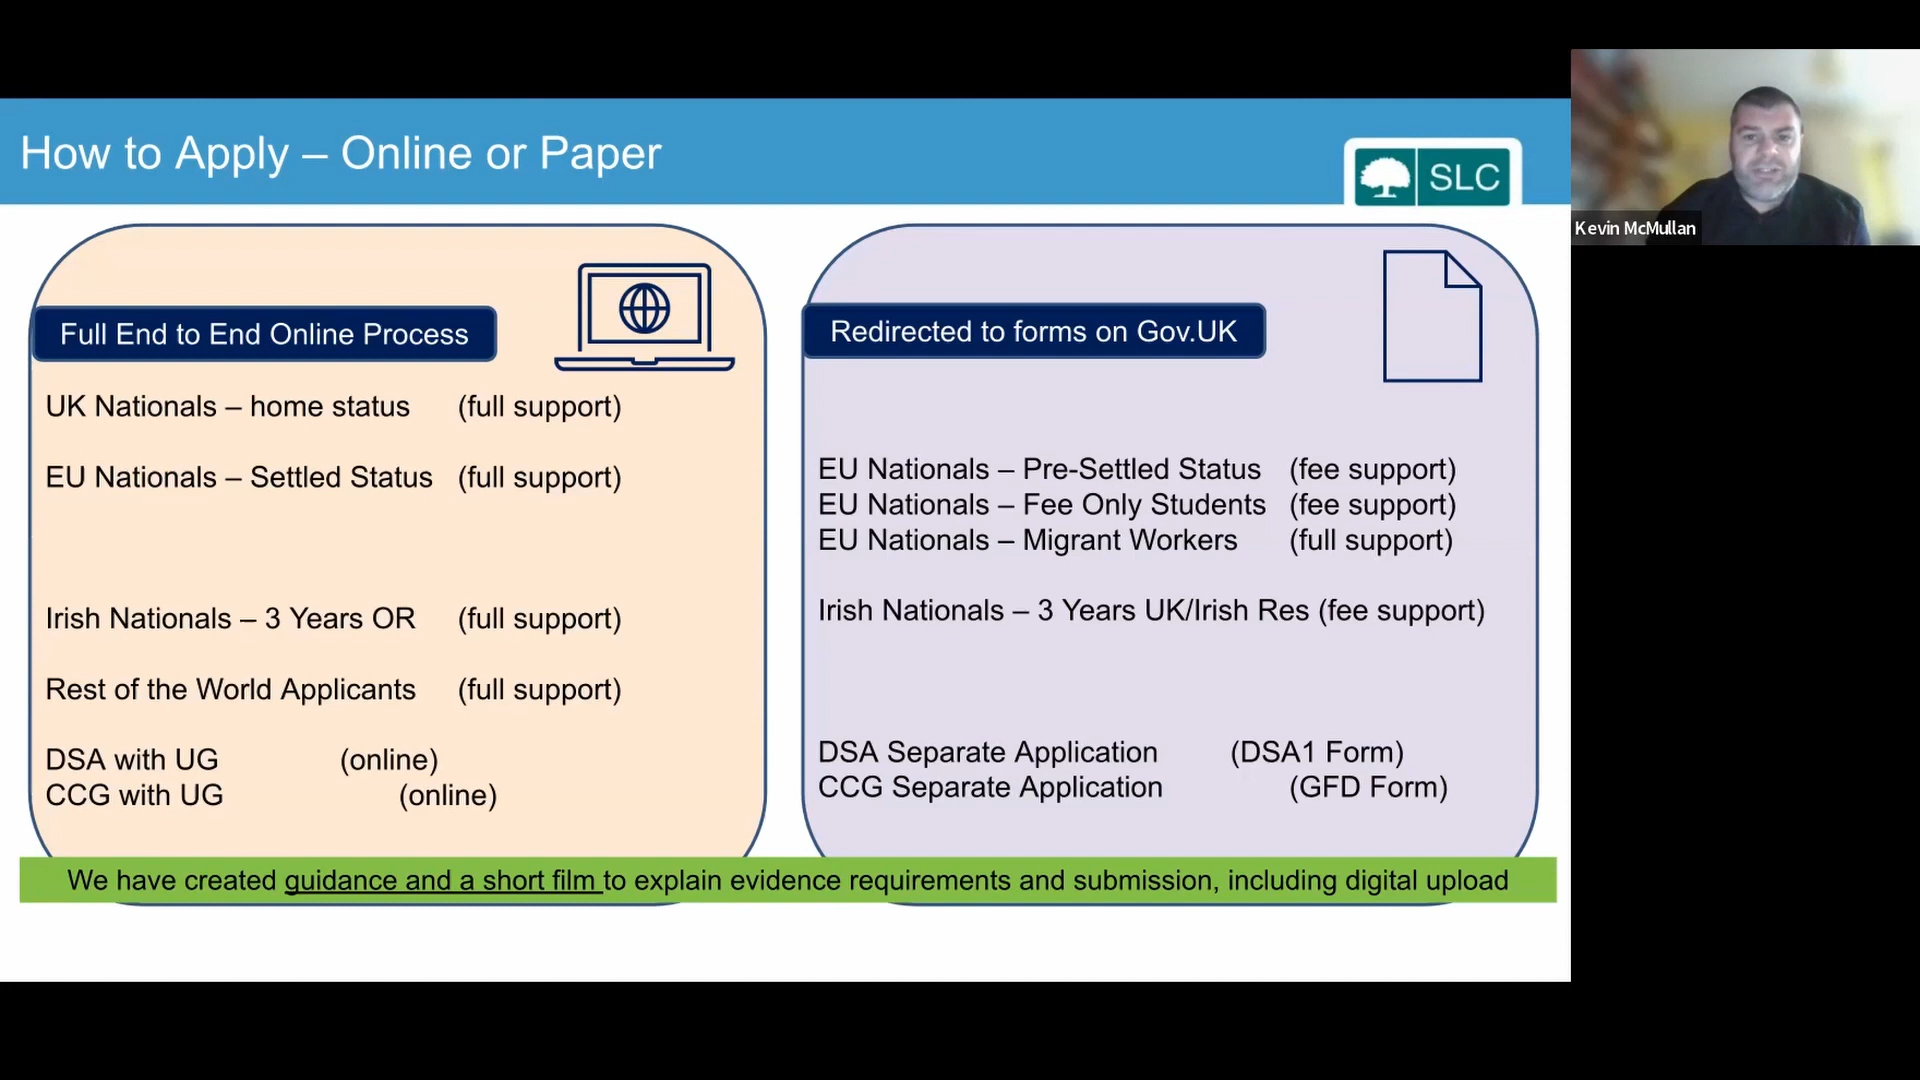 How to Apply – Online or Paper
SLC
Kevin McMullan
Full End to End Online Process
UK Nationals – home status (full support)
EU Nationals – Settled Status (full support)
Irish Nationals – 3 Years OR (full support)
Rest of the World Applicants (full support)
DSA with UG (online)
CCG with UG (online)
Redirected to forms on Gov.UK
EU Nationals – Pre-Settled Status (fee support)
EU Nationals – Fee Only Students (fee support)
EU Nationals – Migrant Workers (full support)
Irish Nationals – 3 Years UK/Irish Res (fee support)
DSA Separate Application (DSA1 Form)
CCG Separate Application (GFD Form)
We have created guidance and a short film to explain evidence requirements and submission, including digital upload